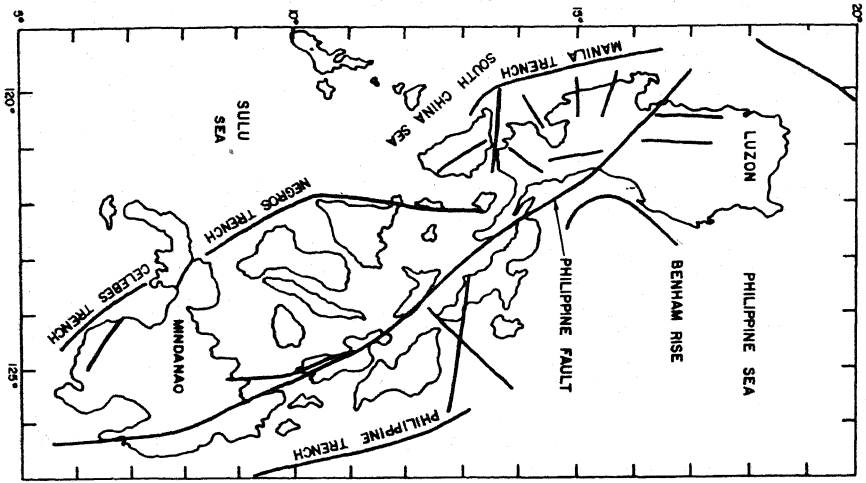 5°
10°
15°
20°
120°
125°
MANILA TRENCH
SOUTH CHINA SEA
SULU
SEA
LUZON
NEGROS TRENCH
CELEBES TRENCH
MINDANAO
PHILIPPINE FAULT
BENHAM RISE
PHILIPPINE SEA
PHILIPPINE TRENCH